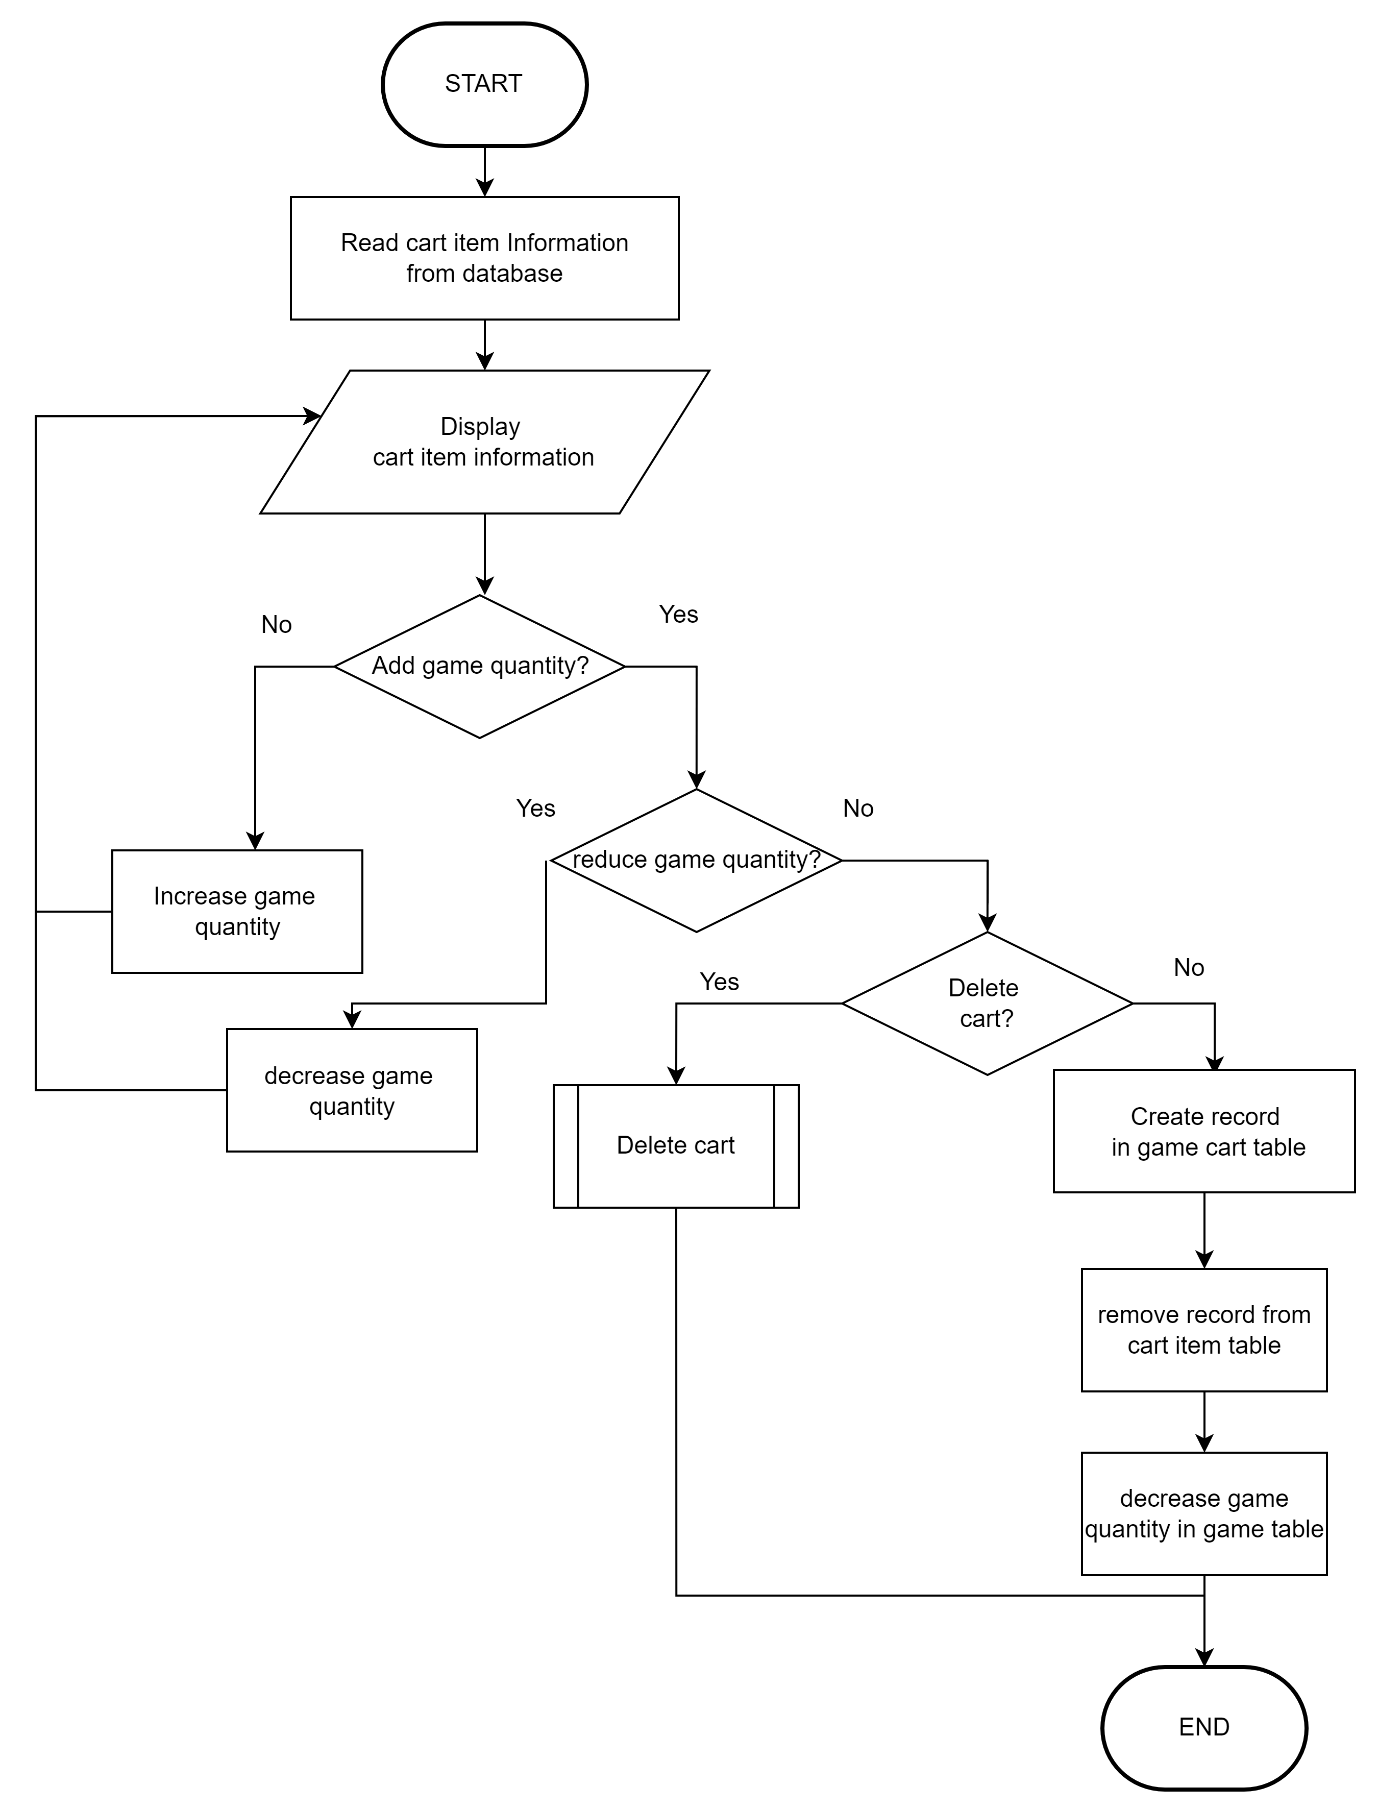 START
Read cart item Information
from database
Display
cart item information
No
Yes
Add game quantity?
Yes
No
reduce game quantity?
Increase game
quantity
Yes
No
Delete
cart?
decrease game
quantity
Delete cart
Create record
in game cart table
remove record from
cart item table
decrease game
quantity in game table
END